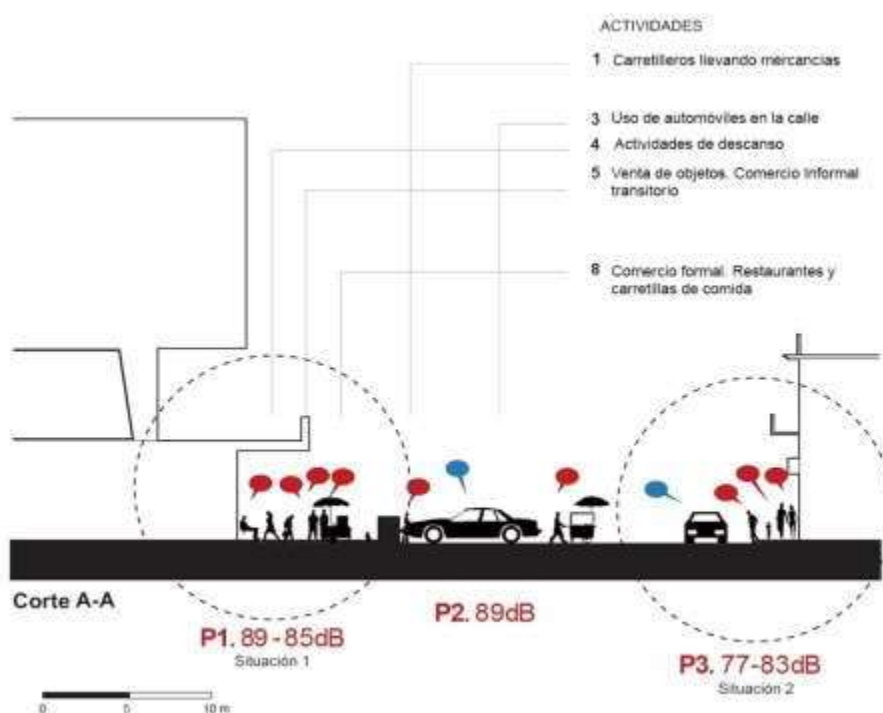 ACTIVIDADES
1 Carretilleros llevando mercancias
3 Uso de automóviles en la calle
4 Actividades de descanso
5 Venta de objetos. Comercio Informal
transitorio
8 Comercio formal. Restaurantes y
carretillas de comida
Corte A-A
P1. 89-85dB
Situación 1
P2. 89dB
P3. 77-83dB
Situación 2
0 5 10 m